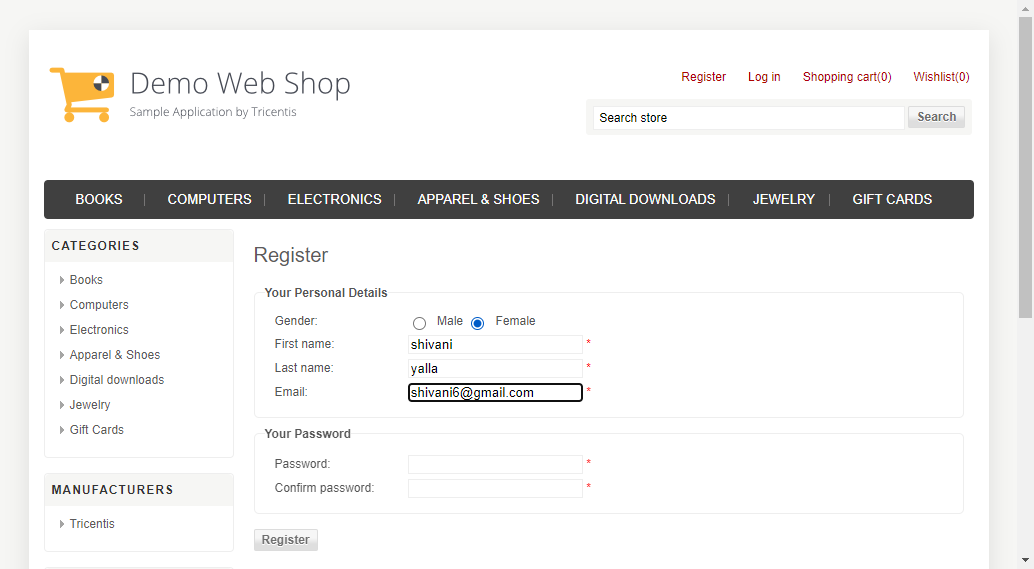 Demo Web Shop
Sample Application by Tricentis
Register Log in Shopping cart(0) Wishlist(0)
Search store Search
BOOKS COMPUTERS ELECTRONICS APPAREL & SHOES DIGITAL DOWNLOADS JEWELRY GIFT CARDS
CATEGORIES
Books
Computers
Electronics
Apparel & Shoes
Digital downloads
Jewelry
Gift Cards
MANUFACTURERS
Tricentis
Register
Your Personal Details
Gender: Male Female
First name: shivani *
Last name: yalla *
Email: shivani6@gmail.com *
Your Password
Password: *
Confirm password: *
Register